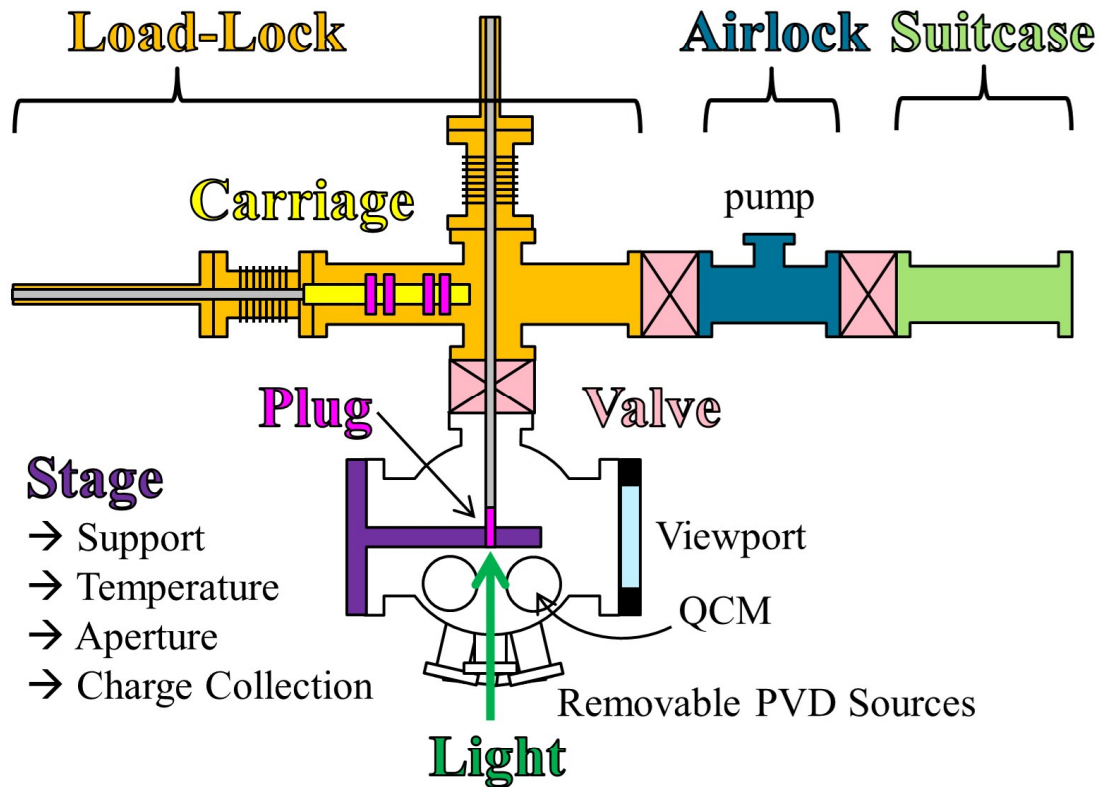 Load-Lock
Airlock
Suitcase
Carriage
pump
Plug
Valve
Stage
→ Support
→ Temperature
→ Aperture
→ Charge Collection
Viewport
QCM
Removable PVD Sources
Light